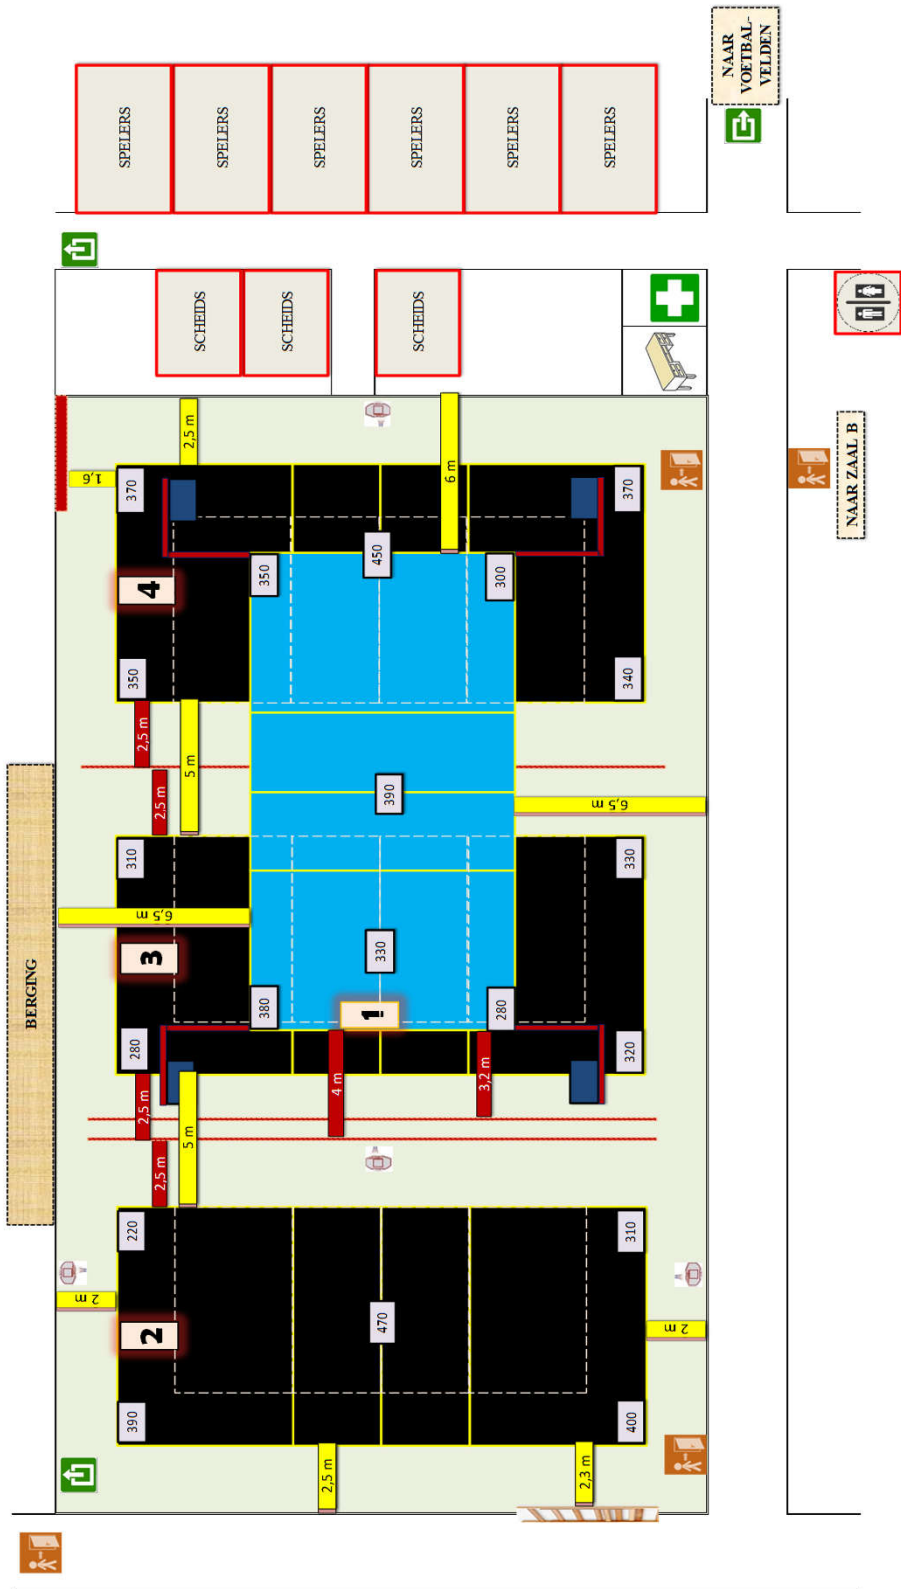 NAAR
VOETBAL-
VELDEN
SPELERS
SPELERS
SPELERS
SPELERS
SPELERS
SPELERS
SCHEIDS
SCHEIDS
SCHEIDS
NAAR ZAAL B
BERGING
2,5 m
1,6
6 m
370
370
450
4
350
300
350
340
2,5 m
5 m
2,5 m
390
6,5 m
310
330
6,5 m
3
330
380
1
280
280
320
2,5 m
4 m
3,2 m
5 m
2,5 m
220
310
2 m
2
470
2 m
390
400
2,5 m
2,3 m